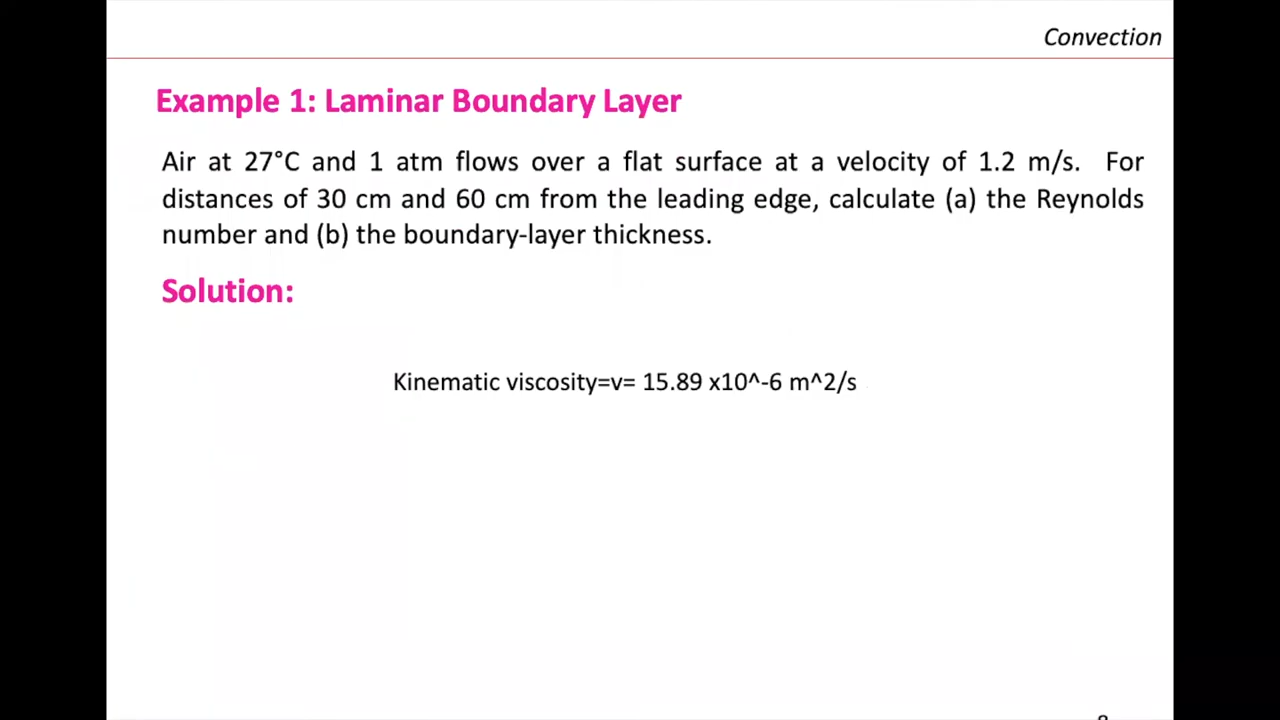 Convection
Example 1: Laminar Boundary Layer
Air at 27°C and 1 atm flows over a flat surface at a velocity of 1.2 m/s. For
distances of 30 cm and 60 cm from the leading edge, calculate (a) the Reynolds
number and (b) the boundary-layer thickness.
Solution:
Kinematic viscosity=v= 15.89 x10^-6 m^2/s